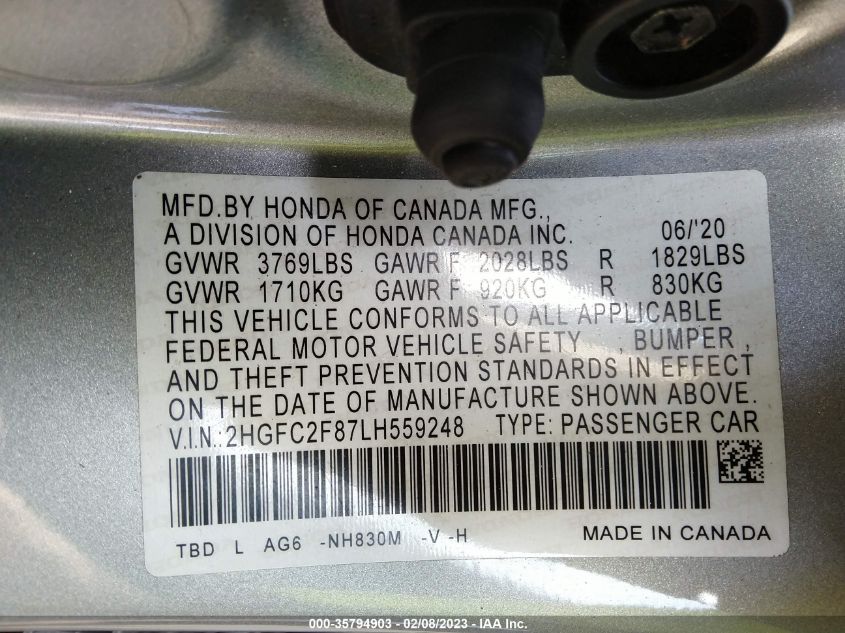 MFD.BY HONDA OF CANADA MFG.,
A DIVISION OF HONDA CANADA INC. 06/'20
GVWR 3769LBS GAWR F 2028LBS R 1829LBS
GVWR 1710KG GAWR F 920KG R 830KG
THIS VEHICLE CONFORMS TO ALL APPLICABLE
FEDERAL MOTOR VEHICLE SAFETY , BUMPER ,
AND THEFT PREVENTION STANDARDS IN EFFECT
ON THE DATE OF MANUFACTURE SHOWN ABOVE.
V.I.N.:2HGFC2F87LH559248 TYPE: PASSENGER CAR
TBD L AG6 -NH830M -V -H MADE IN CANADA
000-35794903 - 02/08/2023 - IAA Inc.